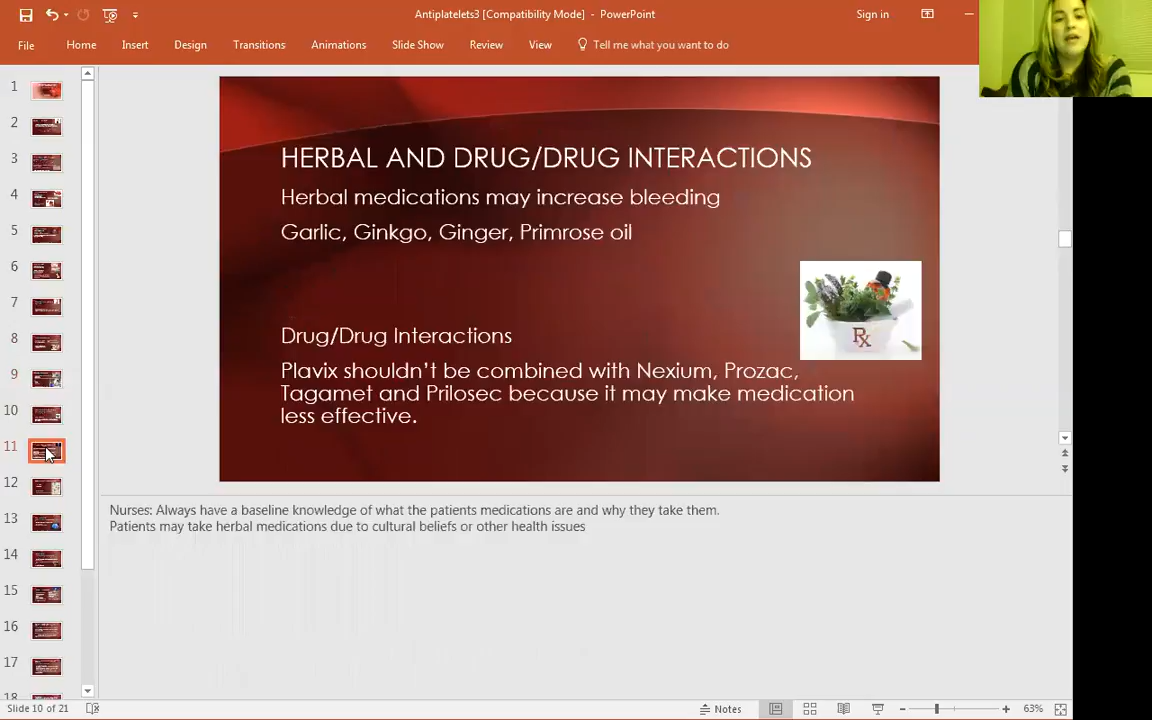 Antiplatelets3 [Compatibility Mode] - PowerPoint
Sign in
File Home Insert Design Transitions Animations Slide Show Review View Tell me what you want to do
1
2
3
4
5
6
7
8
9
10
11
12
13
14
15
16
17
18
HERBAL AND DRUG/DRUG INTERACTIONS
Herbal medications may increase bleeding
Garlic, Ginkgo, Ginger, Primrose oil
Rx
Drug/Drug Interactions
Plavix shouldn't be combined with Nexium, Prozac,
Tagamet and Prilosec because it may make medication
less effective.
Nurses: Always have a baseline knowledge of what the patients medications are and why they take them.
Patients may take herbal medications due to cultural beliefs or other health issues
Slide 10 of 21
Notes
63%